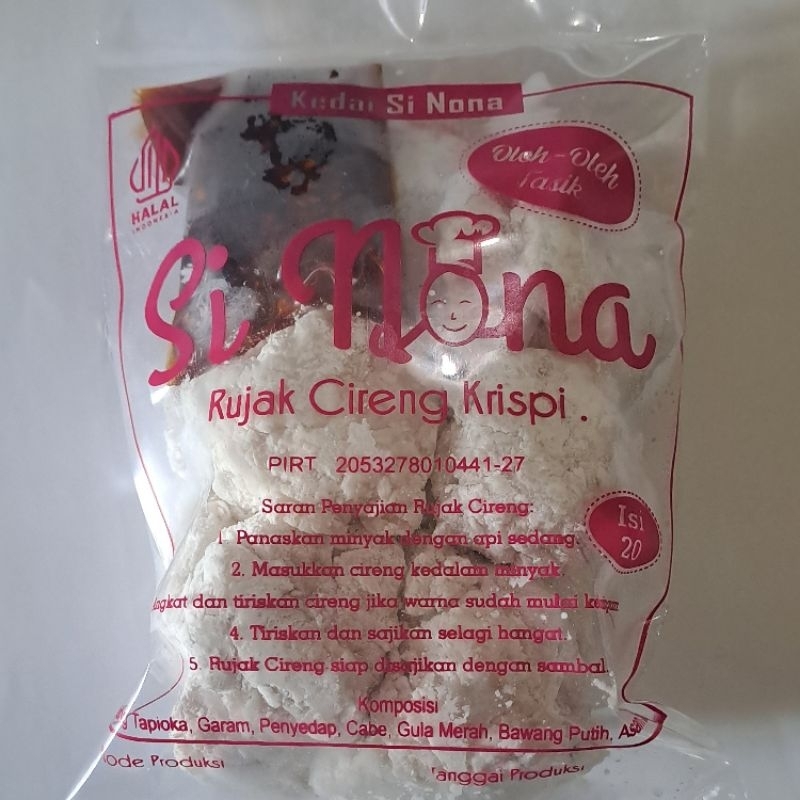 Kedai Si Nona
HALAL
INDONESIA
Oleh - Oleh
Tasik
Si Nona
Rujak Cireng Krispi .
PIRT 2053278010441-27
Saran Penyajian Rujak Cireng:
1. Panaskan minyak dengan api sedang.
2. Masukkan cireng kedalam minyak.
dan tiriskan cireng jika warna sudah mulai
4. Tiriskan dan sajikan selagi hangat.
5. Rujak Cireng siap disajikan dengan sambal.
Isi
20
Komposisi
Tapioka, Garam, Penyedap, Cabe, Gula Merah, Bawang Putih,
Produksi
Tanggal Produksi